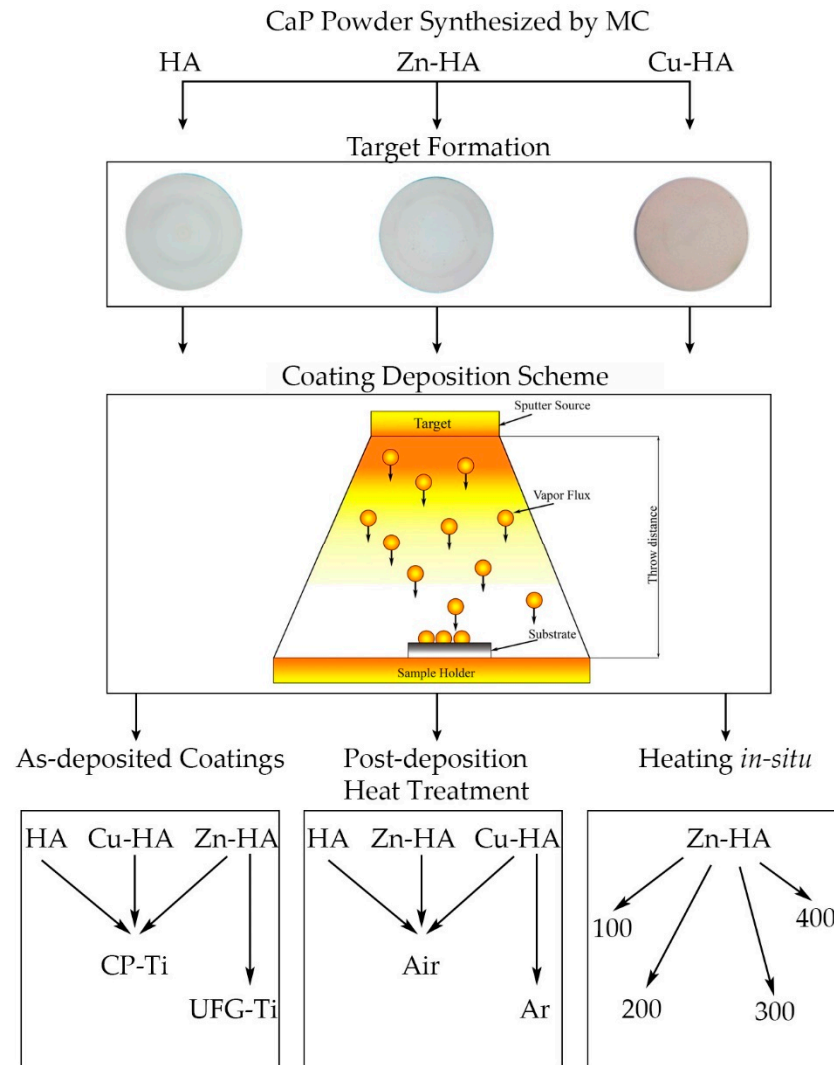 CaP Powder Synthesized by MC
HA Zn-HA Cu-HA
Target Formation
Coating Deposition Scheme
Target
Sputter Source
Vapor Flux
Throw distance
Substrate
Sample Holder
As-deposited Coatings
Post-deposition
Heat Treatment
Heating in-situ
HA Cu-HA Zn-HA
CP-Ti
UFG-Ti
HA Zn-HA Cu-HA
Air
Ar
Zn-HA
100
400
200
300